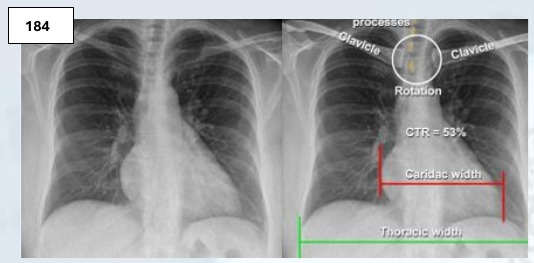 184
processes
Clavicle
Clavicle
Rotation
CTR = 53%
Caridac width
Thoracic width